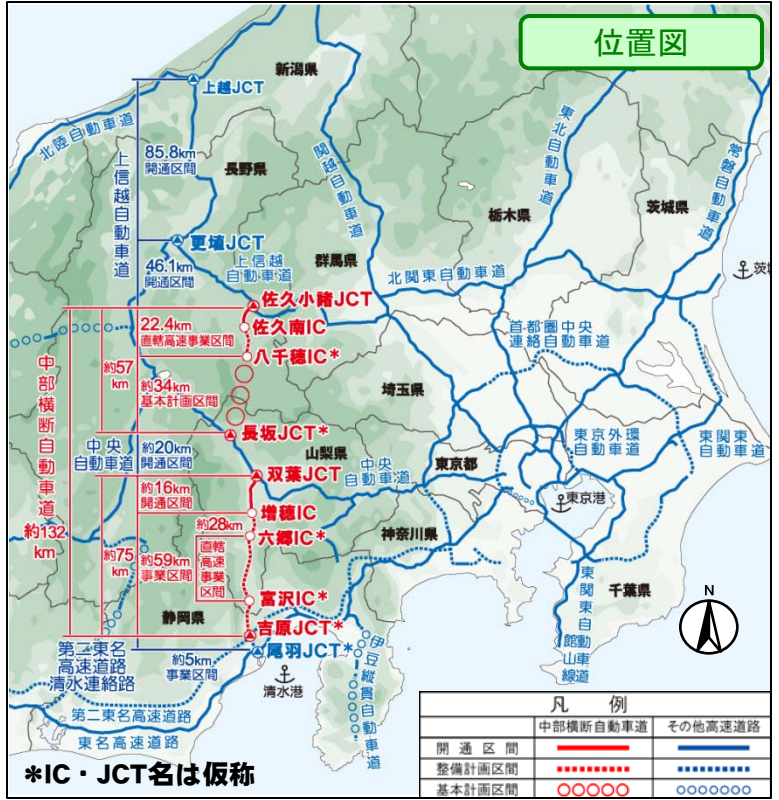 位置図
新潟県
上越JCT
北陸自動車道
85.8km
開通区間
上信越自動車道
長野県
関越自動車道
東北自動車道
常磐自動車道
栃木県
茨城県
更埴JCT
46.1km
開通区間
上信越
自動車道
群馬県
北関東自動車道
茨城
佐久小諸JCT
22.4km
直轄高速事業区間
佐久南IC
首都圏中央
連絡自動車道
八千穂IC*
約57
km
約34km
基本計画区間
埼玉県
中部横断自動車道
約132
km
長坂JCT*
中央
自動車道
約20km
開通区間
山梨県
双葉JCT
中央
自動車道
東京都
東京外環
自動車道
東関東
自動車道
約16km
開通区間
増穂IC
東京港
約28km
六郷IC*
神奈川県
約75
km
約59km
事業区間
直轄
高速
事業
区間
千葉県
東関東自動車道
館山線
静岡県
富沢IC*
吉原JCT*
第二東名
高速道路
清水連絡路
約5km
事業区間
尾羽JCT*
清水港
伊豆縦貫自動車道
第二東名高速道路
東名高速道路
N
*IC・JCT名は仮称
凡 例
中部横断自動車道 その他高速道路
開通区間
整備計画区間
基本計画区間